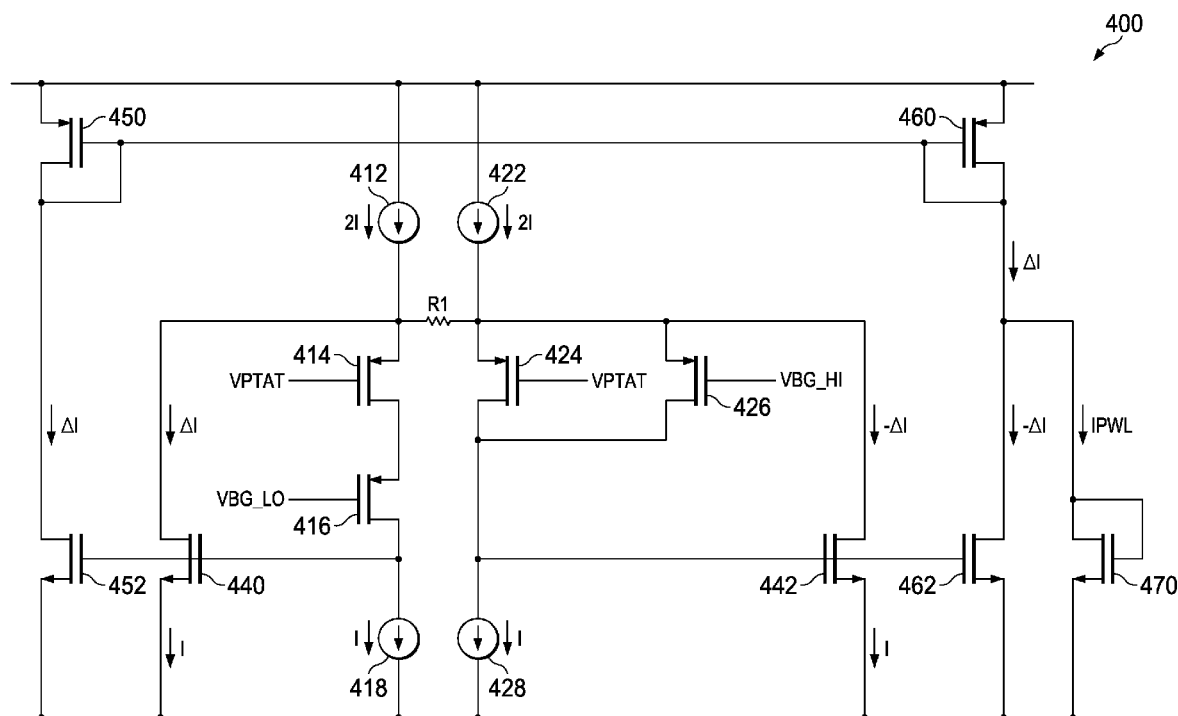 400
450
460
412
422
2I
2I
ΔI
R1
414
424
VPTAT
VPTAT
VBG_HI
426
ΔI
ΔI
-ΔI
-ΔI
IPWL
VBG_LO
416
452
440
442
462
470
I
I
I
I
418
428